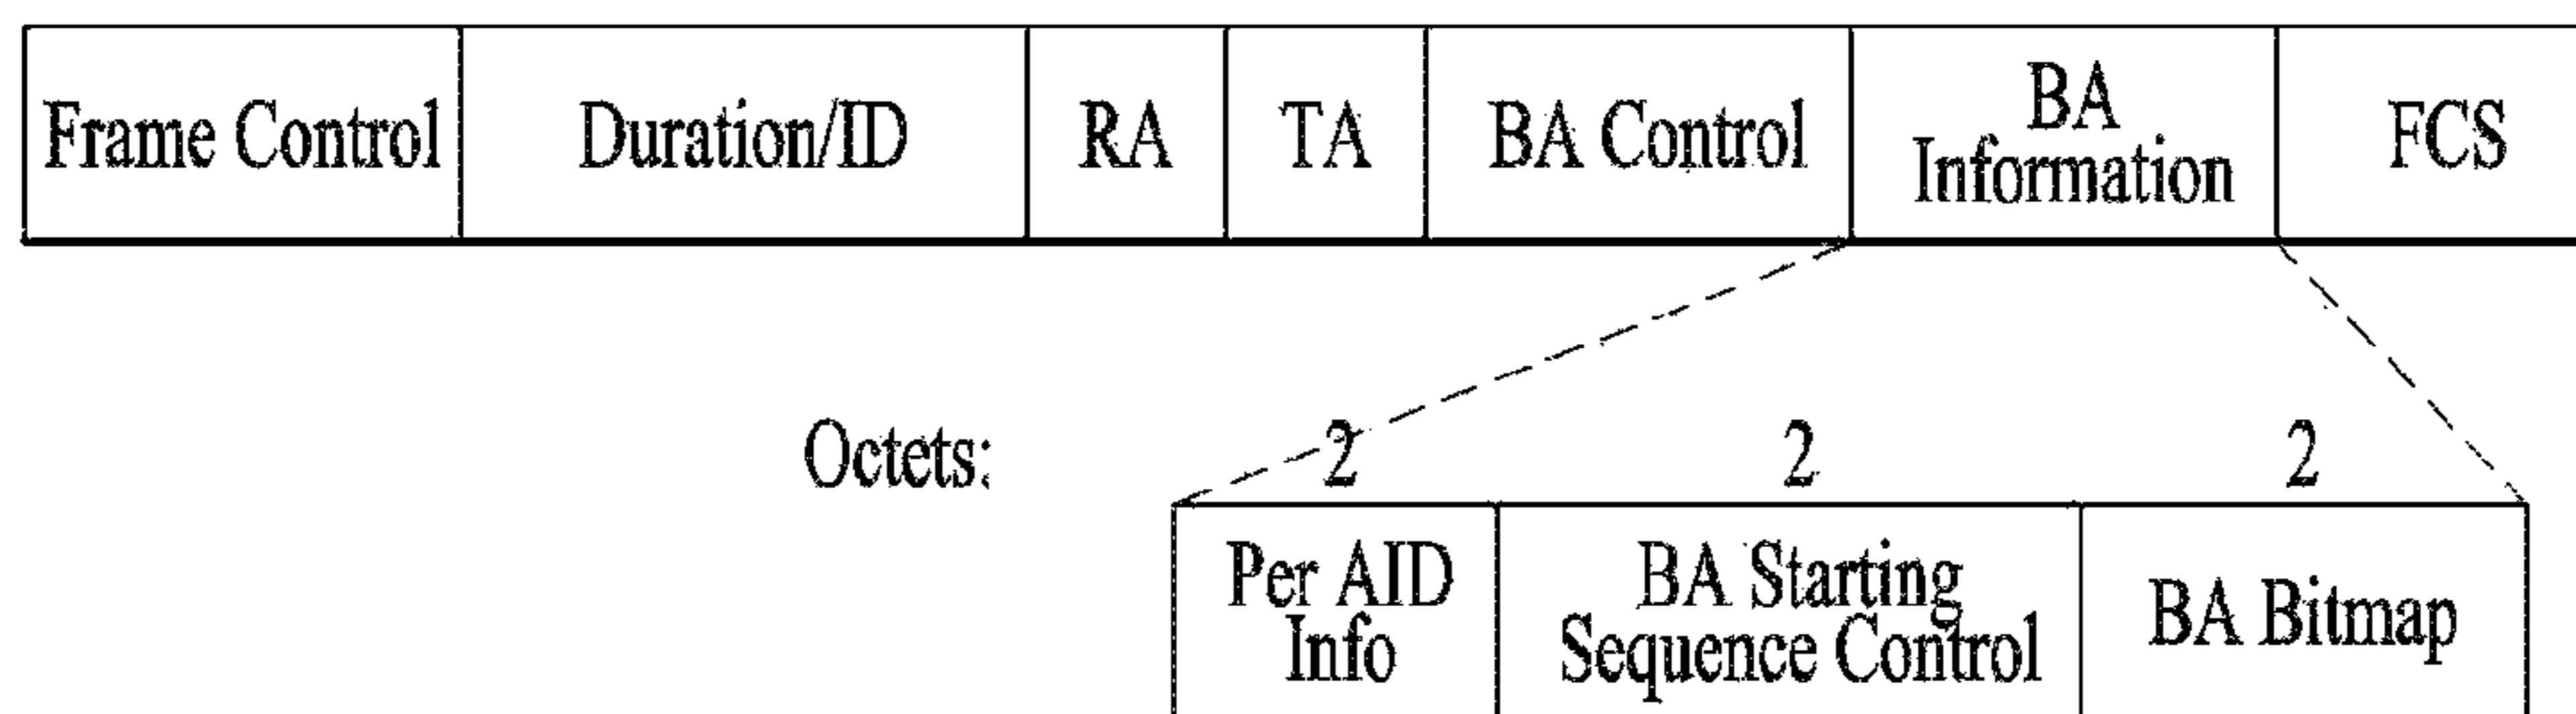 Frame Control Duration/ID RA TA BA Control BA Information FCS
Octets: 2 2 2
Per AID Info BA Starting Sequence Control BA Bitmap